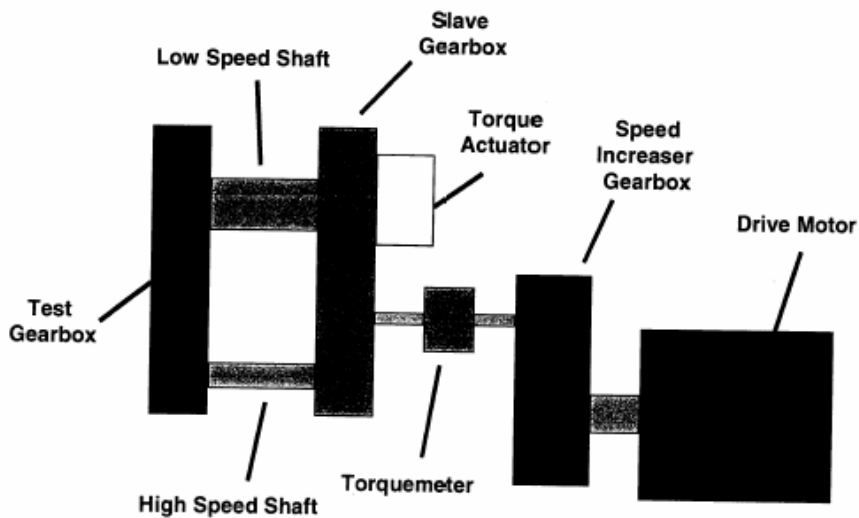 Slave
Gearbox
Low Speed Shaft
Torque
Actuator
Speed
Increaser
Gearbox
Drive Motor
Test
Gearbox
Torquemeter
High Speed Shaft